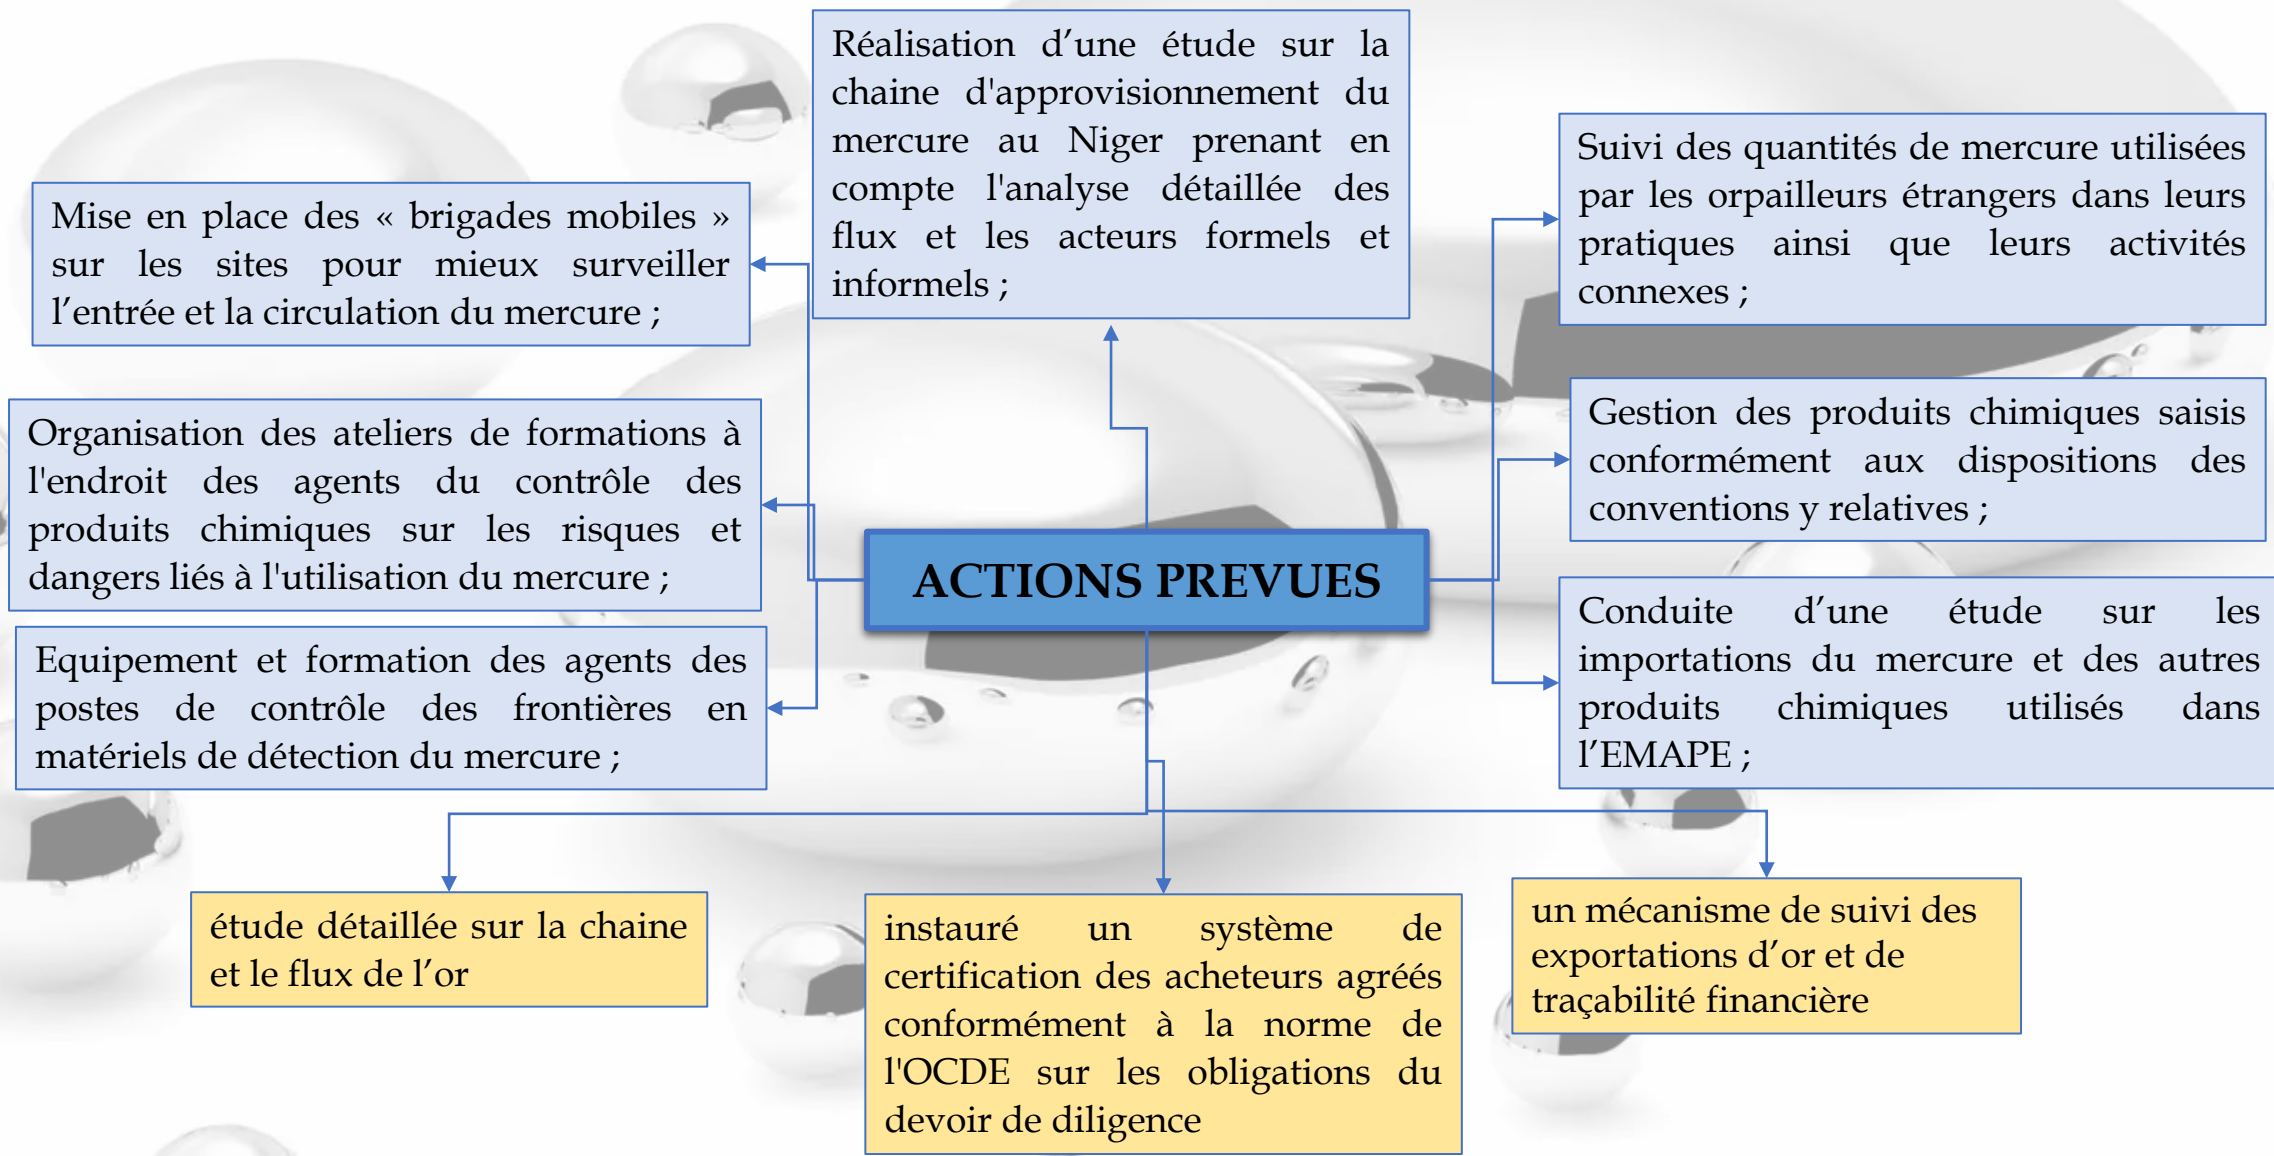 Réalisation d’une étude sur la
chaine d'approvisionnement du
mercure au Niger prenant en
compte l'analyse détaillée des
flux et les acteurs formels et
informels ;
Mise en place des « brigades mobiles »
sur les sites pour mieux surveiller
l’entrée et la circulation du mercure ;
Suivi des quantités de mercure utilisées
par les orpailleurs étrangers dans leurs
pratiques ainsi que leurs activités
connexes ;
Organisation des ateliers de formations à
l'endroit des agents du contrôle des
produits chimiques sur les risques et
dangers liés à l'utilisation du mercure ;
Gestion des produits chimiques saisis
conformément aux dispositions des
conventions y relatives ;
ACTIONS PREVUES
Equipement et formation des agents des
postes de contrôle des frontières en
matériels de détection du mercure ;
Conduite d’une étude sur les
importations du mercure et des autres
produits chimiques utilisés dans
l’EMAPE ;
étude détaillée sur la chaine
et le flux de l’or
instauré un système de
certification des acheteurs agréés
conformément à la norme de
l'OCDE sur les obligations du
devoir de diligence
un mécanisme de suivi des
exportations d’or et de
traçabilité financière